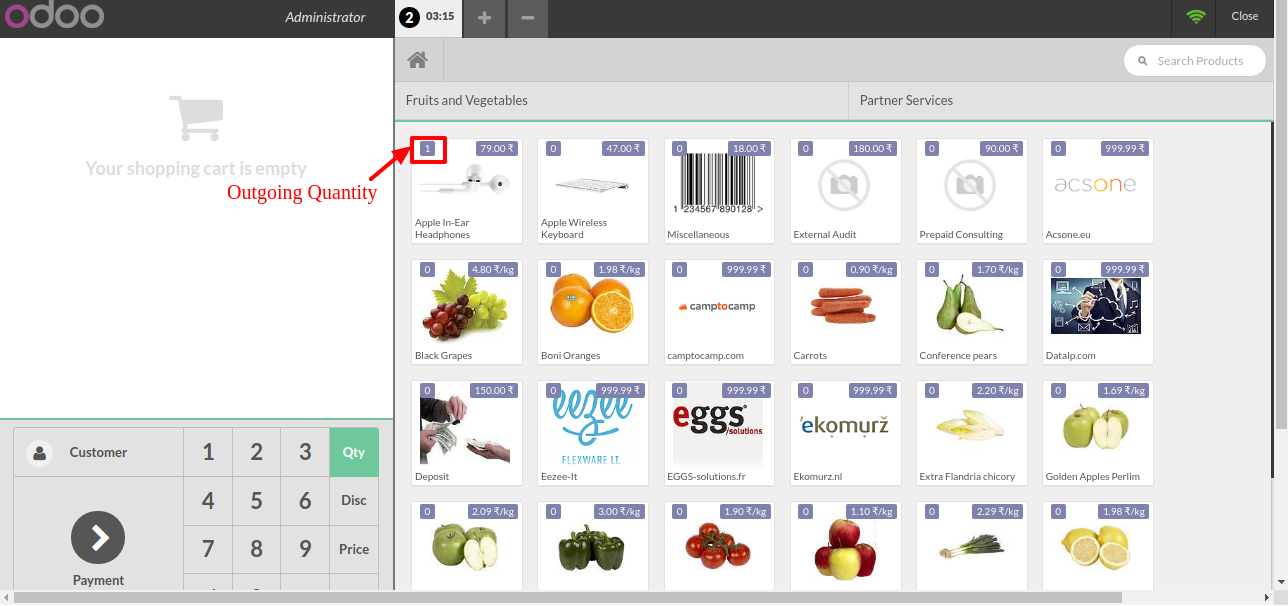 odoo
Administrator
2 03:15
Close
Search Products
Fruits and Vegetables
Partner Services
Your shopping cart is empty
Outgoing Quantity
1 79.00 ₹
Apple In-Ear
Headphones
0 47.00 ₹
Apple Wireless
Keyboard
0 18.00 ₹
1 234567 890128 >
Miscellaneous
0 180.00 ₹
External Audit
0 90.00 ₹
Prepaid Consulting
0 999.99 ₹
acsone
Acsone.eu
0 4.80 ₹/kg
Black Grapes
0 1.98 ₹/kg
Boni Oranges
0 999.99 ₹
camptocamp
camptocamp.com
0 0.90 ₹/kg
Carrots
0 1.70 ₹/kg
Conference pears
0 999.99 ₹
Datalp.com
0 150.00 ₹
Deposit
0 999.99 ₹
eezee
FLEXWARE I.T.
Eezee-It
0 999.99 ₹
eggs
/solutions
EGGS-solutions.fr
0 999.99 ₹
'ekomurz
Ekomurz.nl
0 2.20 ₹/kg
Extra Flandria chicory
0 1.69 ₹/kg
Golden Apples Perlim
0 2.09 ₹/kg
0 3.00 ₹/kg
0 1.90 ₹/kg
0 1.10 ₹/kg
0 2.29 ₹/kg
0 1.98 ₹/kg
Customer
1 2 3 Qty
4 5 6 Disc
7 8 9 Price
Payment